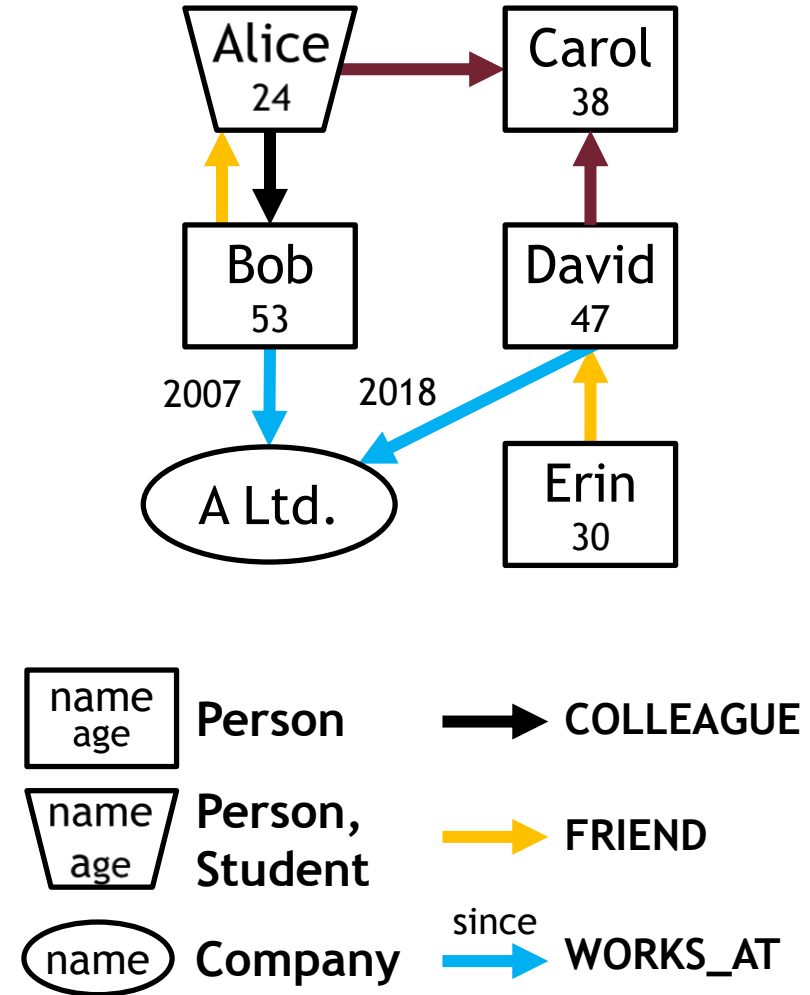 Alice
24
Carol
38
Bob
53
David
47
2007
2018
A Ltd.
Erin
30
name
age
Person
COLLEAGUE
name
age
Person,
Student
FRIEND
name
Company
since
WORKS_AT